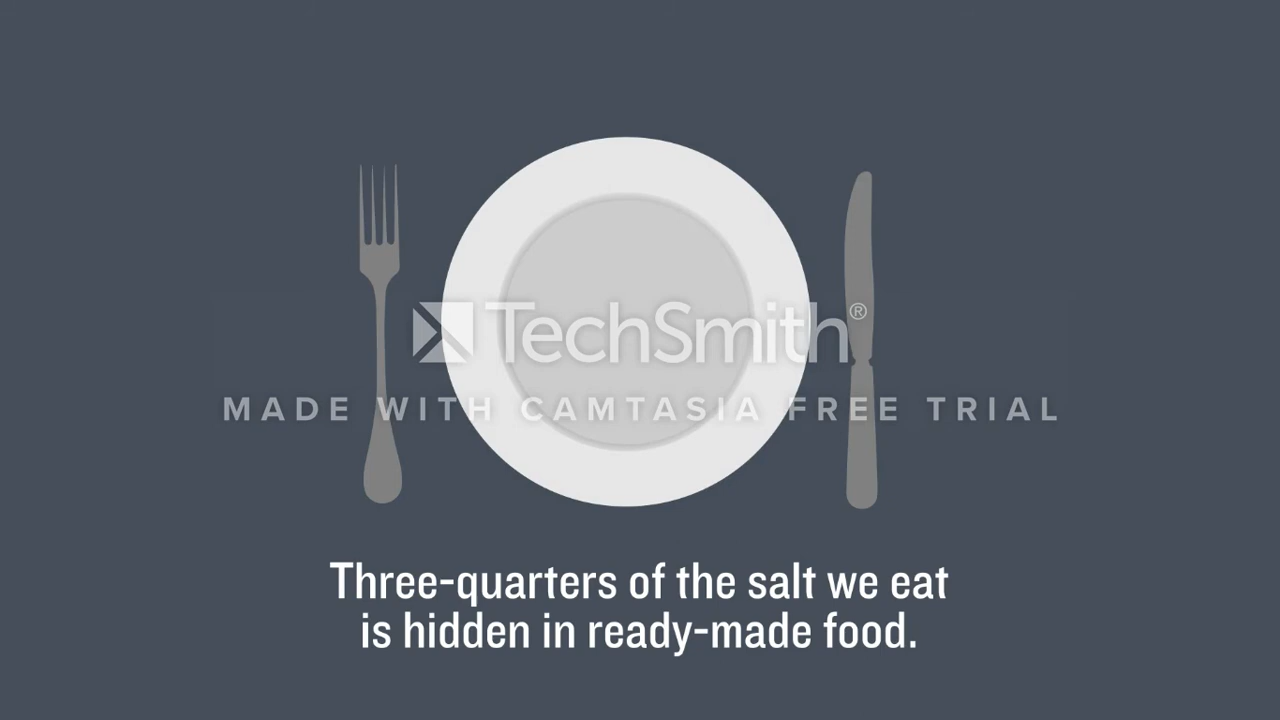 TechSmith®
MADE WITH CAMTASIA FREE TRIAL
Three-quarters of the salt we eat
is hidden in ready-made food.